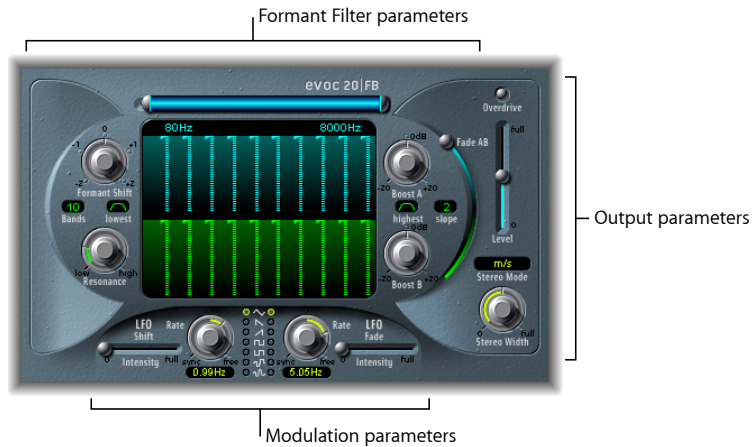 Formant Filter parameters
evoc 20|FB
Overdrive
80Hz 8000Hz
full
0
0dB
Fade AB
-1 +1
-2 +2
Formant Shift
-20 +20
Boost A
10
2
Bands lowest
highest slope
0dB
Output parameters
0
Level
low high
Resonance
-20 +20
Boost B
m/s
Stereo Mode
LFO Shift
Rate
Rate
LFO Fade
0 full
Stereo Width
0 full
Intensity
sync free
0.99Hz
sync free
5.05Hz
0 full
Intensity
Modulation parameters